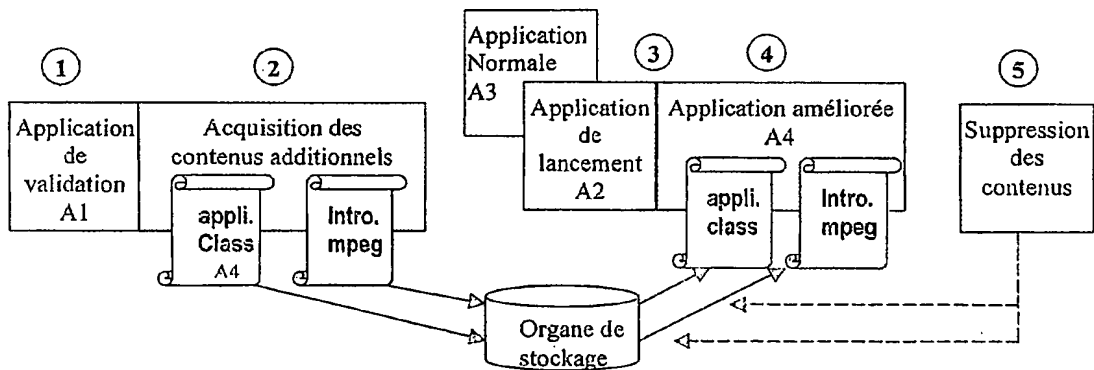 1
2
3
4
5
Application
de
validation
A1
Acquisition des
contenus additionnels
appli.
Class
A4
Intro.
mpeg
Application
Normale
A3
Application
de
lancement
A2
Application améliorée
A4
appli.
class
Intro.
mpeg
Suppression
des
contenus
Organe de
stockage